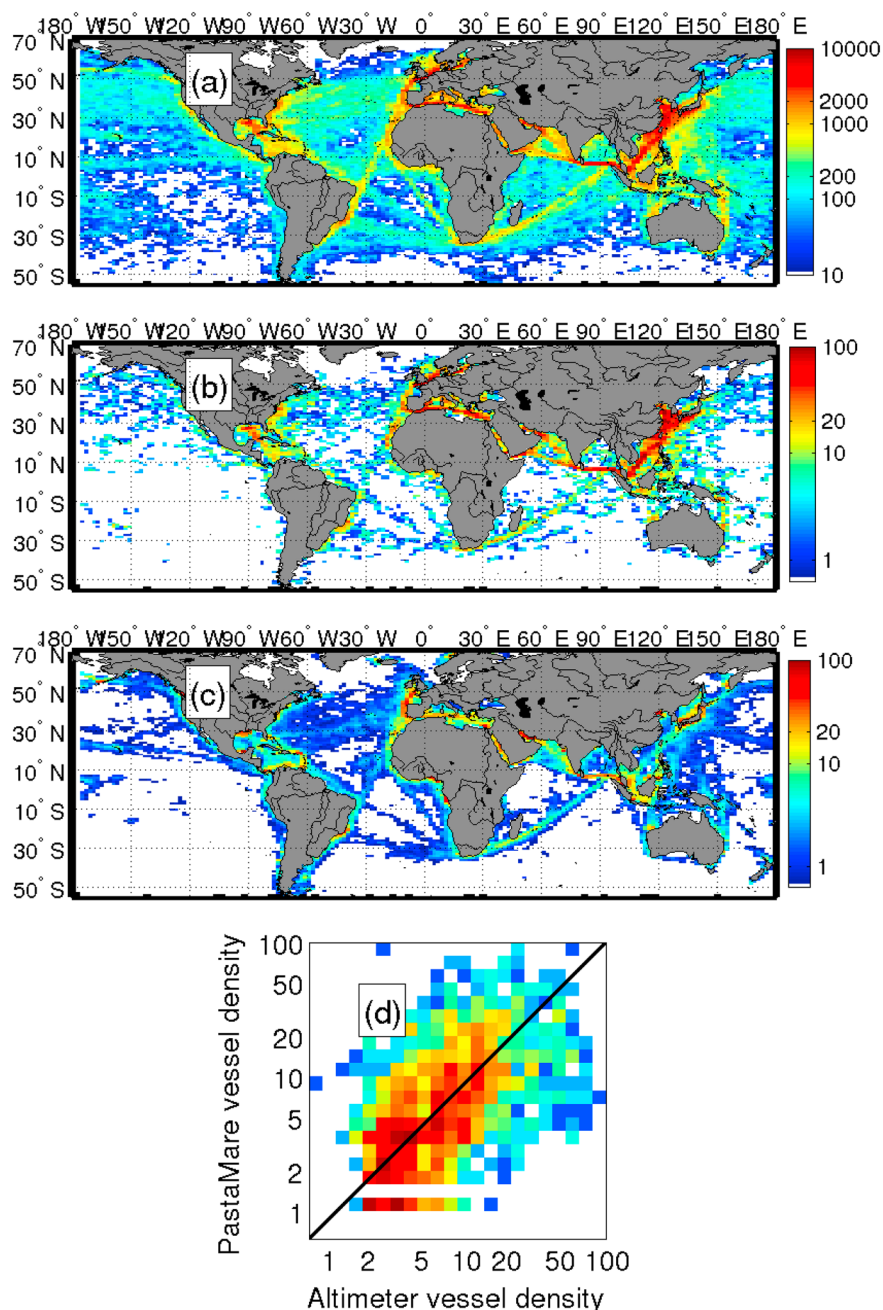 180° W150° W120° W90° W60° W30° W 0° 30° E 60° E 90° E120° E150° E180° E
70° N
50° N
30° N
10° N
10° S
30° S
50° S
(a)
10000
2000
1000
200
100
10
180° W150° W120° W90° W60° W30° W 0° 30° E 60° E 90° E120° E150° E180° E
70° N
50° N
30° N
10° N
10° S
30° S
50° S
(b)
100
20
10
1
180° W150° W120° W90° W60° W30° W 0° 30° E 60° E 90° E120° E150° E180° E
70° N
50° N
30° N
10° N
10° S
30° S
50° S
(c)
100
20
10
1
PastaMare vessel density
100
50
20
10
5
2
1
(d)
1 2 5 10 20 50 100
Altimeter vessel density